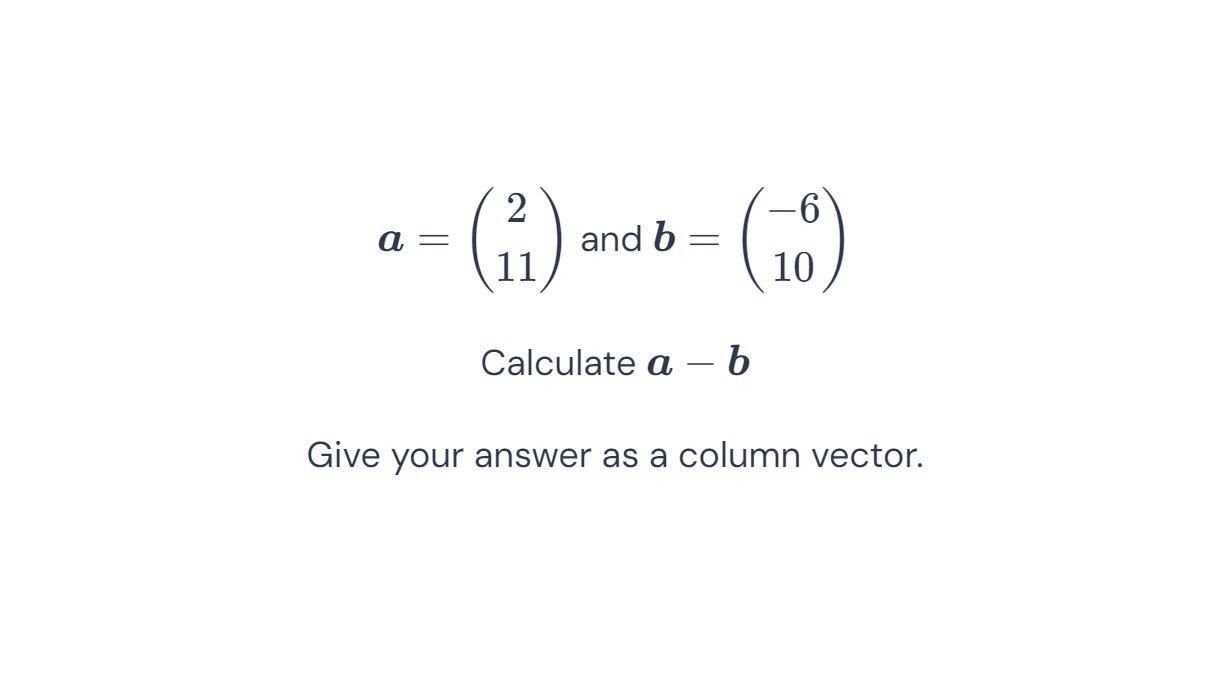 a = (2 11) and b = (−6 10)
Calculate a − b
Give your answer as a column vector.